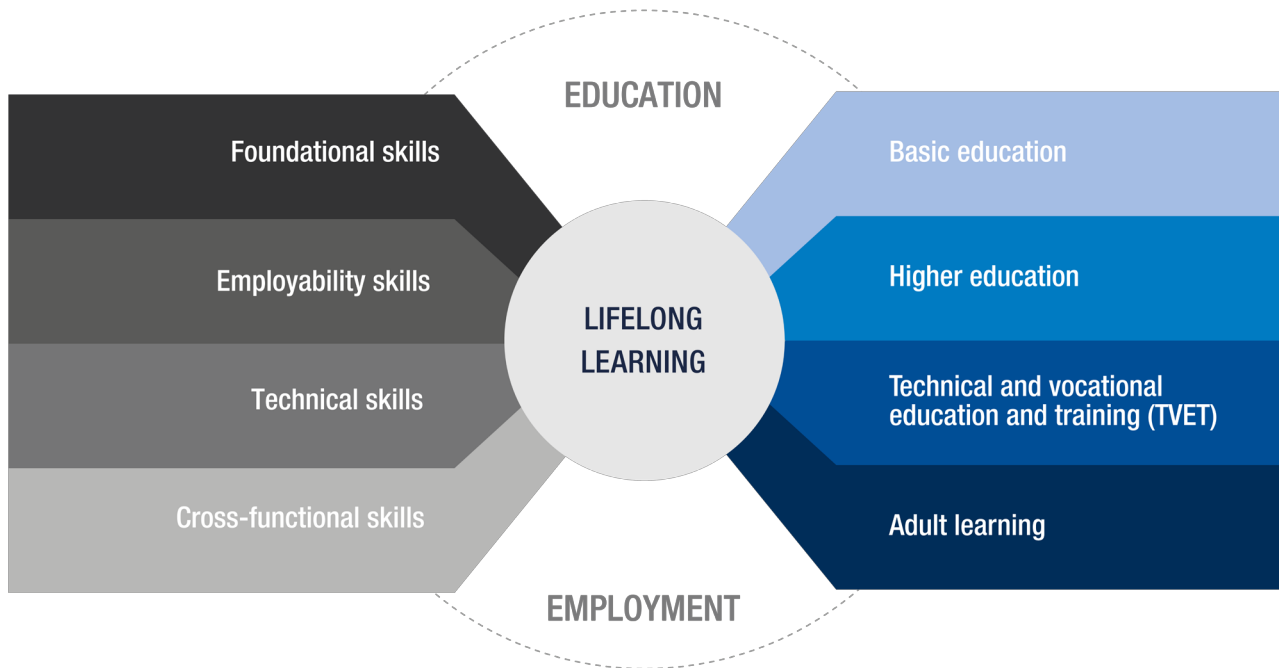 EDUCATION
Foundational skills
Employability skills
Technical skills
Cross-functional skills
LIFELONG
LEARNING
Basic education
Higher education
Technical and vocational
education and training (TVET)
Adult learning
EMPLOYMENT